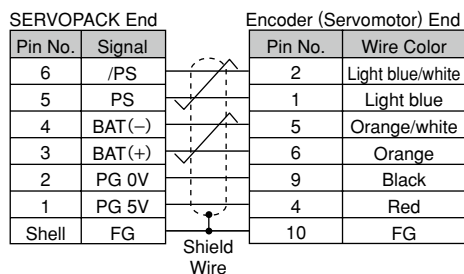 SERVOPACK End Encoder (Servomotor) End
Pin No. Signal Pin No. Wire Color
6 /PS 2 Light blue/white
5 PS 1 Light blue
4 BAT(−) 5 Orange/white
3 BAT(+) 6 Orange
2 PG 0V 9 Black
1 PG 5V 4 Red
Shell FG 10 FG
Shield
Wire